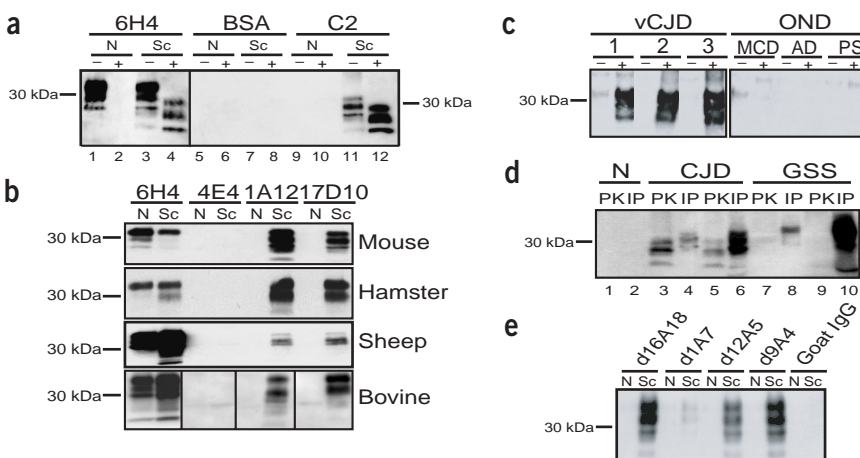 a
6H4 BSA C2
N Sc N Sc N Sc
– + – + – + – + – + – +
30 kDa
30 kDa
1 2 3 4 5 6 7 8 9 10 11 12
b
6H4 4E4 1A12 17D10
N Sc N Sc N Sc N Sc
30 kDa Mouse
30 kDa Hamster
30 kDa Sheep
30 kDa Bovine
c
vCJD OND
1 2 3 MCD AD PS
– + – + – + – + – + – +
30 kDa
d
N CJD GSS
PK IP PK IP PK IP PK IP PK IP
30 kDa
1 2 3 4 5 6 7 8 9 10
e
d16A18 d1A7 d12A5 d9A4 Goat IgG
N Sc N Sc N Sc N Sc N Sc
30 kDa